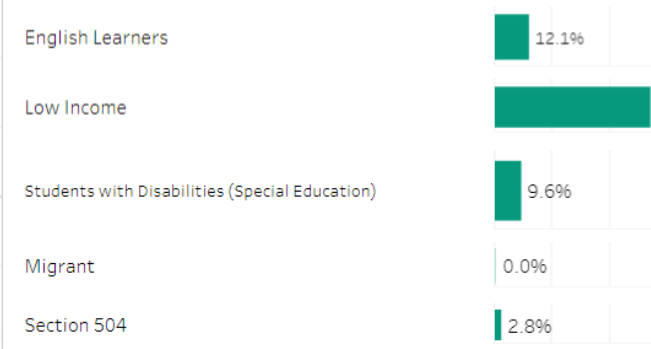 English Learners 12.1%
Low Income
Students with Disabilities (Special Education) 9.6%
Migrant 0.0%
Section 504 2.8%